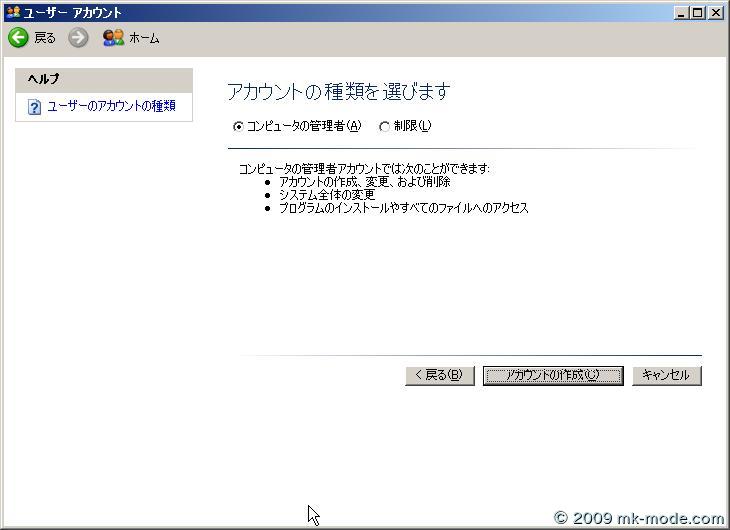 ユーザー アカウント
戻る ホーム
ヘルプ
ユーザーのアカウントの種類
アカウントの種類を選びます
コンピュータの管理者(A) 制限(L)
コンピュータの管理者アカウントでは次のことができます:
● アカウントの作成、変更、および削除
● システム全体の変更
● プログラムのインストールやすべてのファイルへのアクセス
< 戻る(B) アカウントの作成(C) キャンセル
© 2009 mk-mode.com